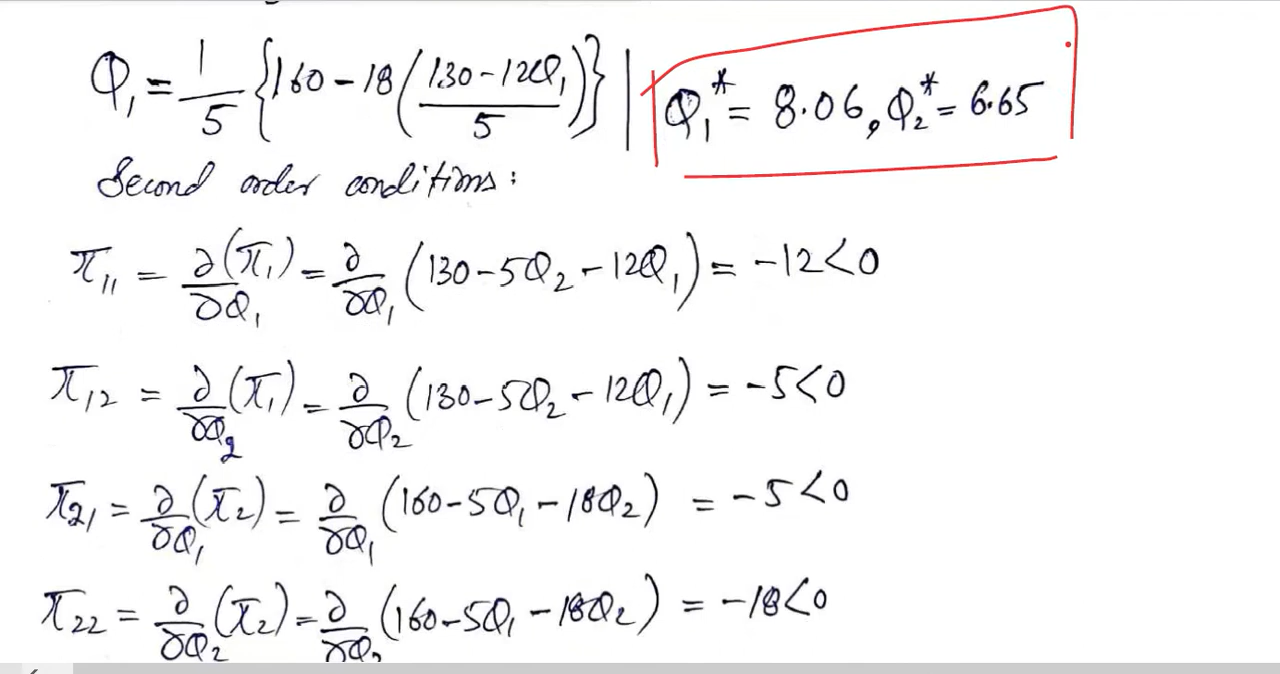 Q₁ = 1/5 {160 - 18 ((130 - 12Q₁)/5)} | Q₁* = 8.06, Q₂* = 6.65
Second order conditions:
π₁₁ = ∂(π₁)/∂Q₁ = ∂/∂Q₁ (130 - 5Q₂ - 12Q₁) = -12 < 0
π₁₂ = ∂/∂Q₂ (π₁) = ∂/∂Q₂ (130 - 5Q₂ - 12Q₁) = -5 < 0
π₂₁ = ∂/∂Q₁ (π₂) = ∂/∂Q₁ (160 - 5Q₁ - 18Q₂) = -5 < 0
π₂₂ = ∂/∂Q₂ (π₂) = ∂/∂Q₂ (160 - 5Q₁ - 18Q₂) = -18 < 0